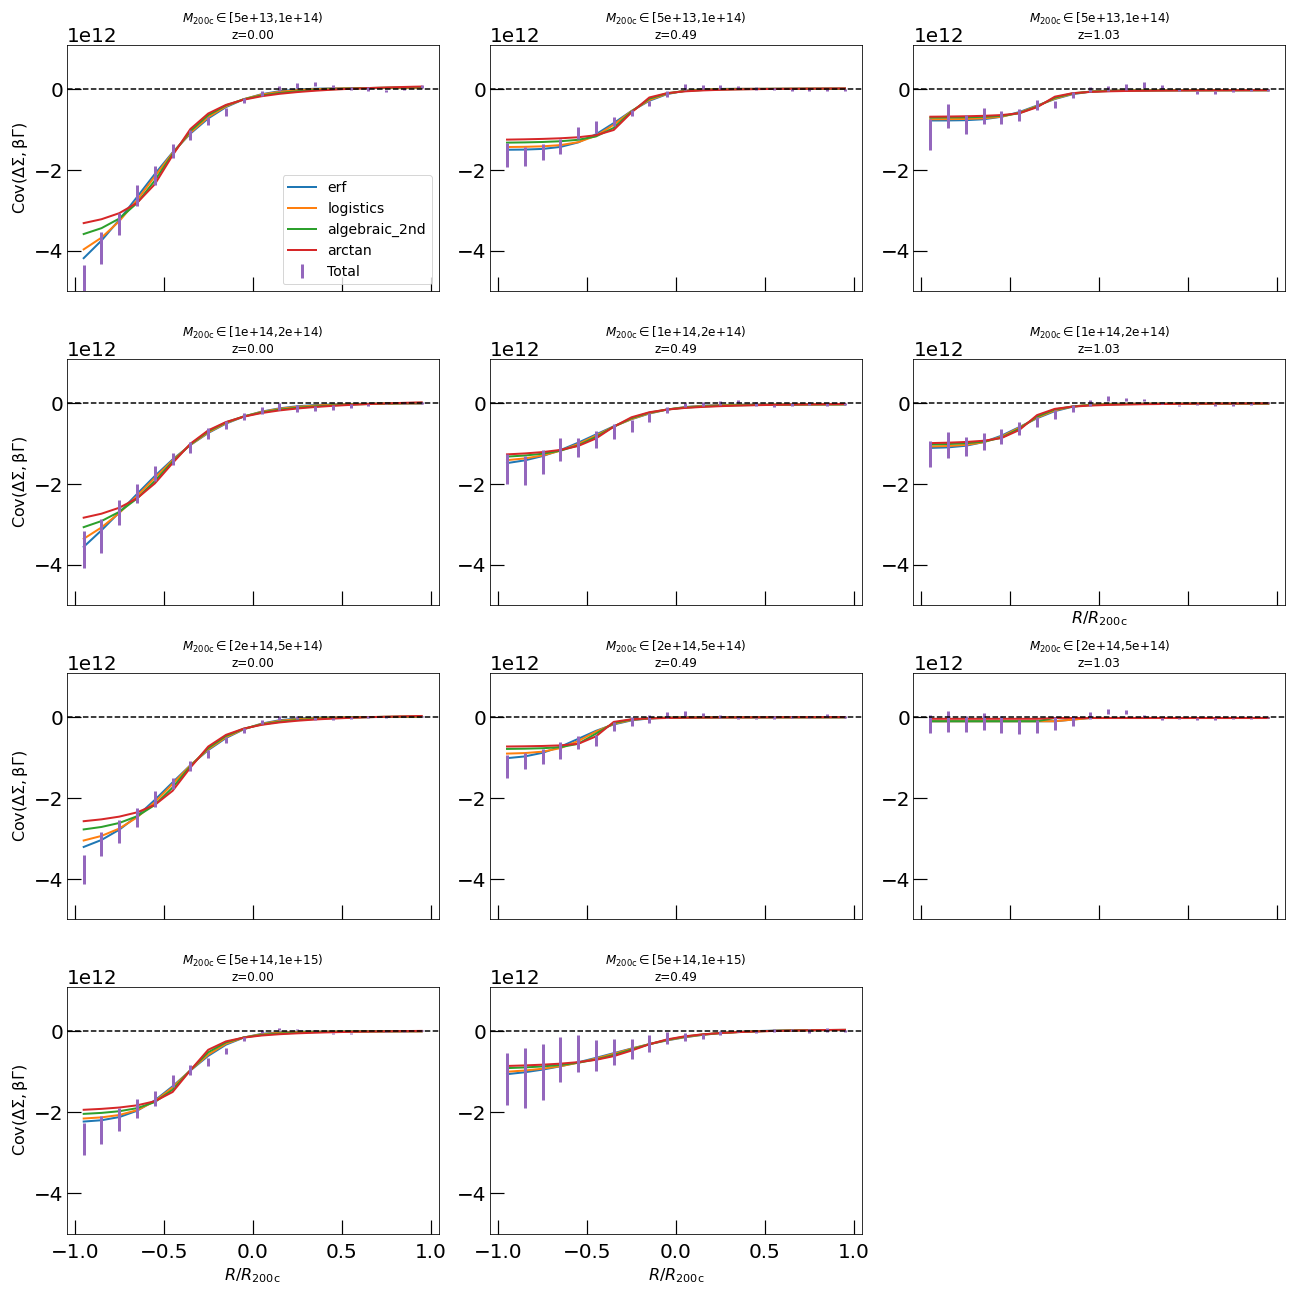 M200c ∈ [5e+13,1e+14)
z=0.00
1e12
M200c ∈ [5e+13,1e+14)
z=0.49
1e12
M200c ∈ [5e+13,1e+14)
z=1.03
1e12
Cov(ΔΣ, βΓ)
0
−2
−4
erf
logistics
algebraic_2nd
arctan
Total
0
−2
−4
0
−2
−4
M200c ∈ [1e+14,2e+14)
z=0.00
1e12
M200c ∈ [1e+14,2e+14)
z=0.49
1e12
M200c ∈ [1e+14,2e+14)
z=1.03
1e12
Cov(ΔΣ, βΓ)
0
−2
−4
0
−2
−4
0
−2
−4
R/R200c
M200c ∈ [2e+14,5e+14)
z=0.00
1e12
M200c ∈ [2e+14,5e+14)
z=0.49
1e12
M200c ∈ [2e+14,5e+14)
z=1.03
1e12
Cov(ΔΣ, βΓ)
0
−2
−4
0
−2
−4
0
−2
−4
M200c ∈ [5e+14,1e+15)
z=0.00
1e12
M200c ∈ [5e+14,1e+15)
z=0.49
1e12
Cov(ΔΣ, βΓ)
0
−2
−4
0
−2
−4
−1.0 −0.5 0.0 0.5 1.0
R/R200c
−1.0 −0.5 0.0 0.5 1.0
R/R200c